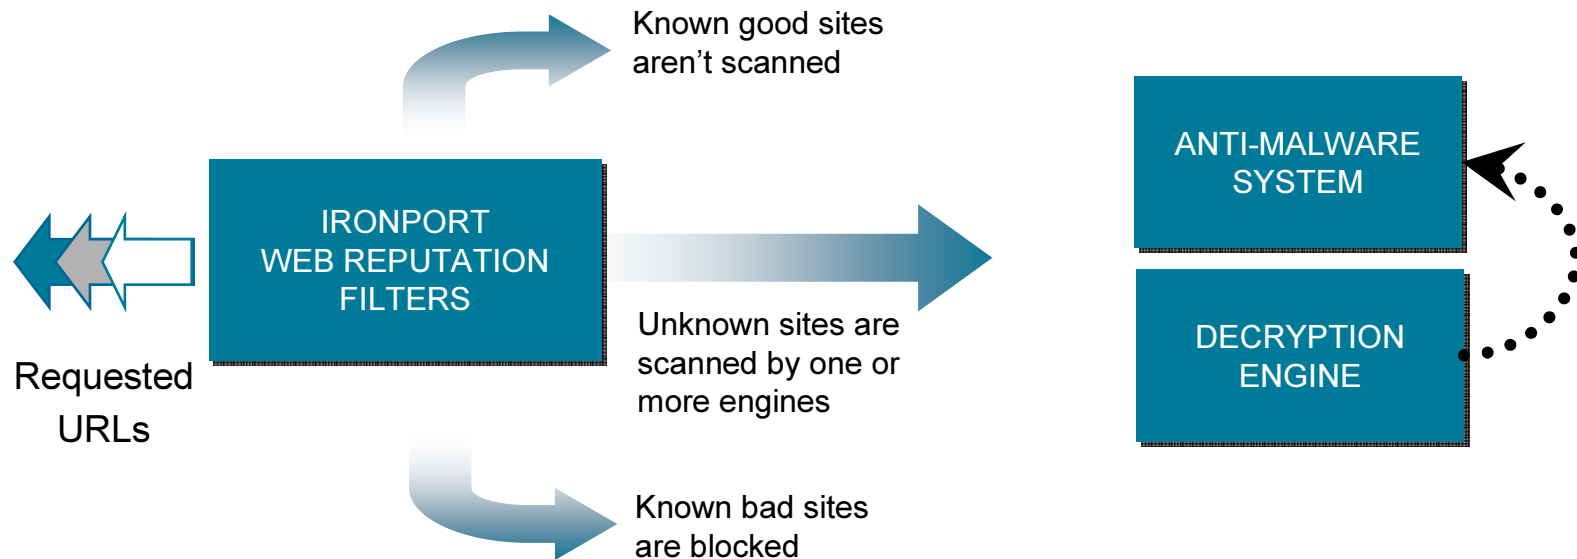 Known good sites
aren’t scanned
ANTI-MALWARE
SYSTEM
IRONPORT
WEB REPUTATION
FILTERS
Unknown sites are
scanned by one or
more engines
DECRYPTION
ENGINE
Requested
URLs
Known bad sites
are blocked